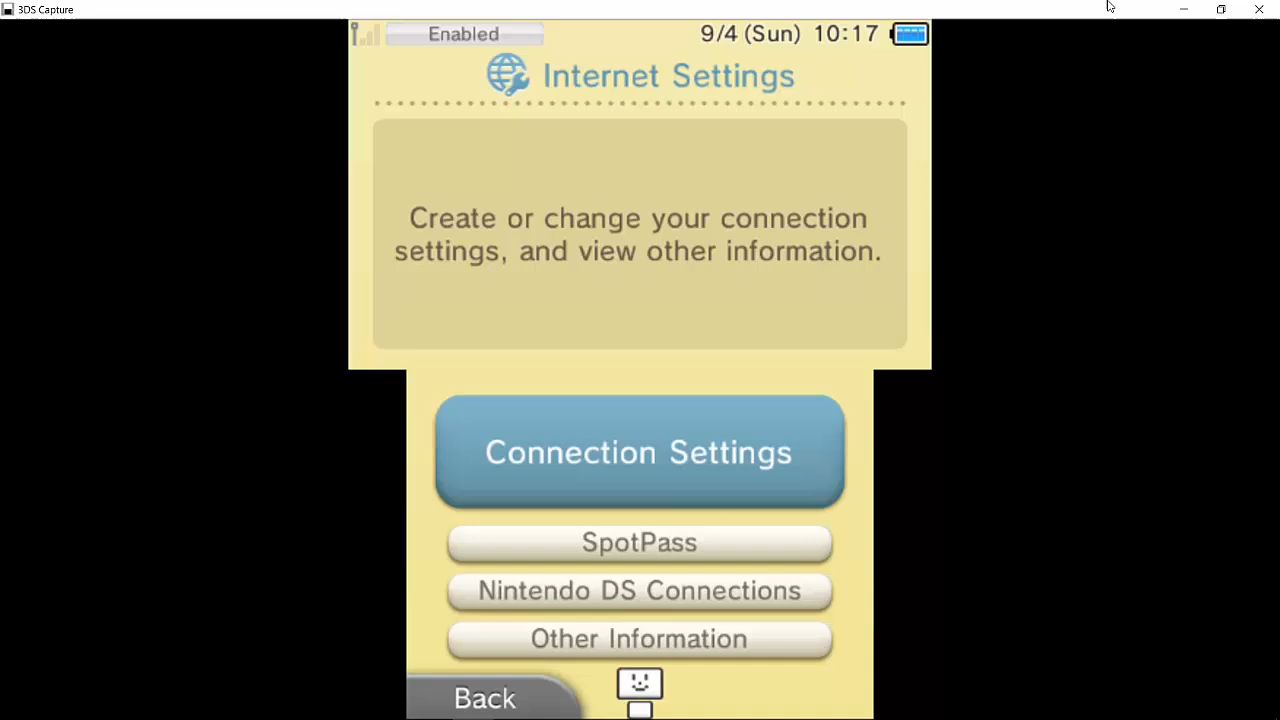 3DS Capture
Enabled
9/4 (Sun) 10:17
Internet Settings
Create or change your connection
settings, and view other information.
Connection Settings
SpotPass
Nintendo DS Connections
Other Information
Back